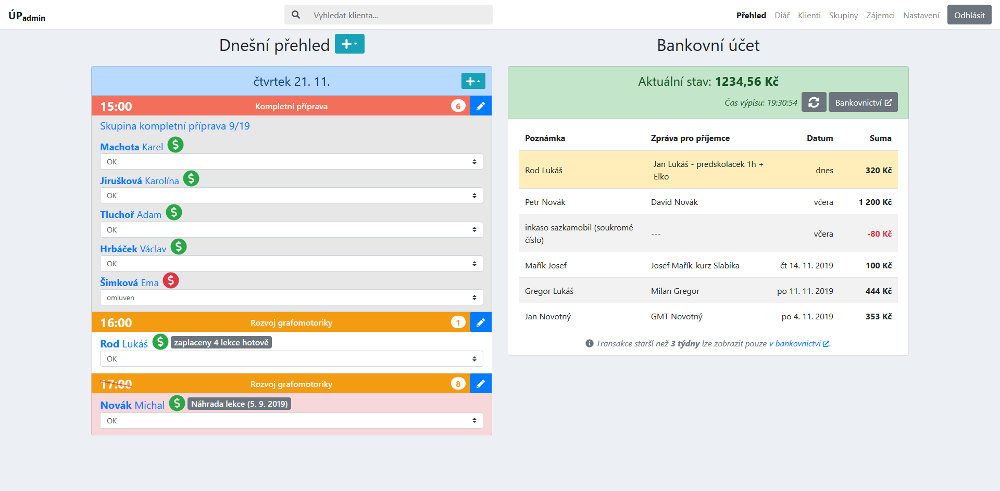 ÚPadmin
Vyhledat klienta...
Přehled Diář Klienti Skupiny Zájemci Nastavení Odhlásit
Dnešní přehled
čtvrtek 21. 11.
15:00 Kompletní příprava 6
Skupina kompletní příprava 9/19
Machota Karel
OK
Jirušková Karolína
OK
Tluchoř Adam
OK
Hrbáček Václav
OK
Šimková Ema
omluven
16:00 Rozvoj grafomotoriky 1
Rod Lukáš zaplaceny 4 lekce hotově
OK
17:00 Rozvoj grafomotoriky 8
Novák Michal Náhrada lekce (5. 9. 2019)
OK
Bankovní účet
Aktuální stav: 1234,56 Kč
Čas výpisu: 19:30:54 Bankovnictví
Poznámka Zpráva pro příjemce Datum Suma
Rod Lukáš Jan Lukáš - predskolacek 1h + Elko dnes 320 Kč
Petr Novák David Novák včera 1 200 Kč
inkaso sazkamobil (soukromé číslo) --- včera -80 Kč
Mařík Josef Josef Mařík-kurz Slabika čt 14. 11. 2019 100 Kč
Gregor Lukáš Milan Gregor po 11. 11. 2019 444 Kč
Jan Novotný GMT Novotný po 4. 11. 2019 353 Kč
Transakce starší než 3 týdny lze zobrazit pouze v bankovnictví.